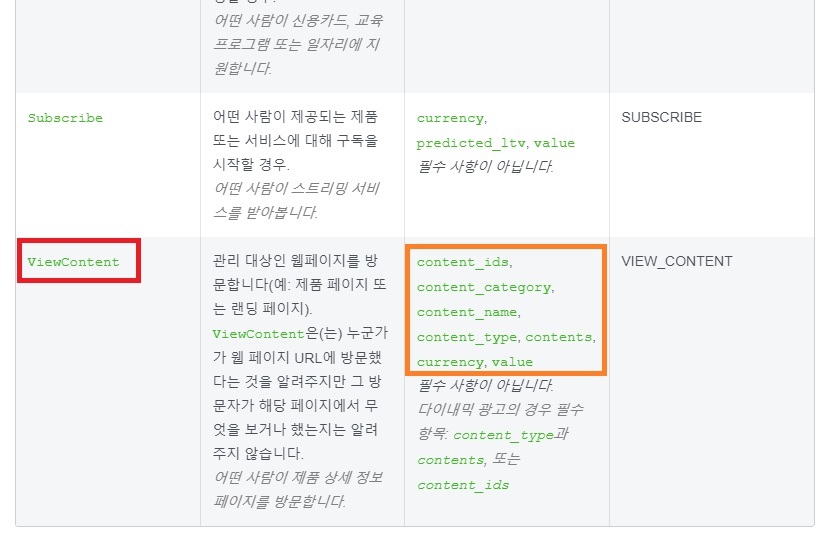 어떤 사람이 신용카드, 교육
프로그램 또는 일자리에 지
원합니다.
Subscribe
어떤 사람이 제공되는 제품
또는 서비스에 대해 구독을
시작할 경우.
어떤 사람이 스트리밍 서비
스를 받아봅니다.
currency,
predicted_ltv, value
필수 사항이 아닙니다.
SUBSCRIBE
ViewContent
관리 대상인 웹페이지를 방
문합니다(예: 제품 페이지 또
는 랜딩 페이지).
ViewContent은(는) 누군가
가 웹 페이지 URL에 방문했
다는 것을 알려주지만 그 방
문자가 해당 페이지에서 무
엇을 보거나 했는지는 알려
주지 않습니다.
어떤 사람이 제품 상세 정보
페이지를 방문합니다.
content_ids,
content_category,
content_name,
content_type, contents,
currency, value
필수 사항이 아닙니다.
다이내믹 광고의 경우 필수
항목: content_type과
contents, 또는
content_ids
VIEW_CONTENT